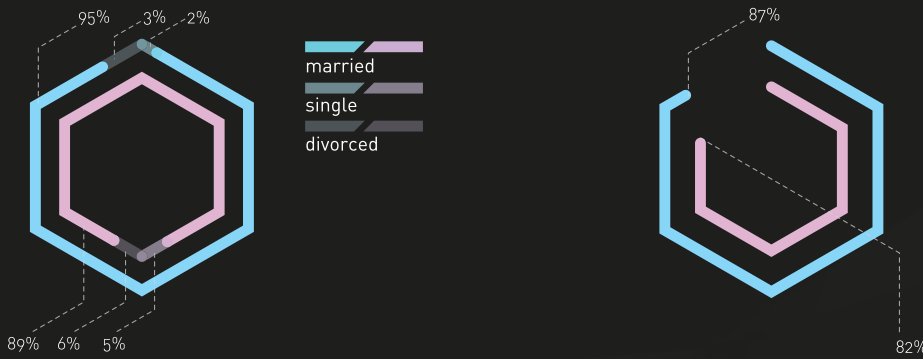 95% 3% 2%
married
single
divorced
89% 6% 5%
87%
82%